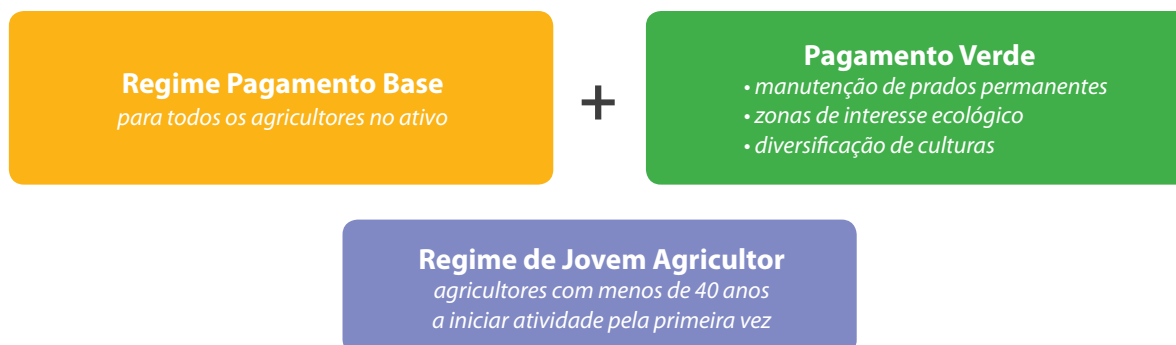 Regime Pagamento Base
para todos os agricultores no ativo
+
Pagamento Verde
• manutenção de prados permanentes
• zonas de interesse ecológico
• diversificação de culturas
Regime de Jovem Agricultor
agricultores com menos de 40 anos
a iniciar atividade pela primeira vez